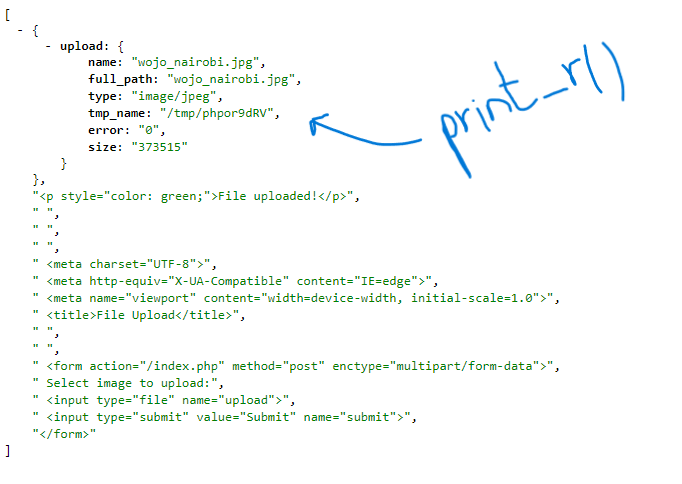 [
- {
- upload: {
name: "wojo_nairobi.jpg",
full_path: "wojo_nairobi.jpg",
type: "image/jpeg",
tmp_name: "/tmp/phpor9dRV",
error: "0",
size: "373515"
}
},
"<p style="color: green;">File uploaded!</p>",
" ",
" ",
" ",
" <meta charset="UTF-8">",
" <meta http-equiv="X-UA-Compatible" content="IE=edge">",
" <meta name="viewport" content="width=device-width, initial-scale=1.0">",
" <title>File Upload</title>",
" ",
" ",
" <form action="/index.php" method="post" enctype="multipart/form-data">",
" Select image to upload:",
" <input type="file" name="upload">",
" <input type="submit" value="Submit" name="submit">",
"</form>"
]
print_r()